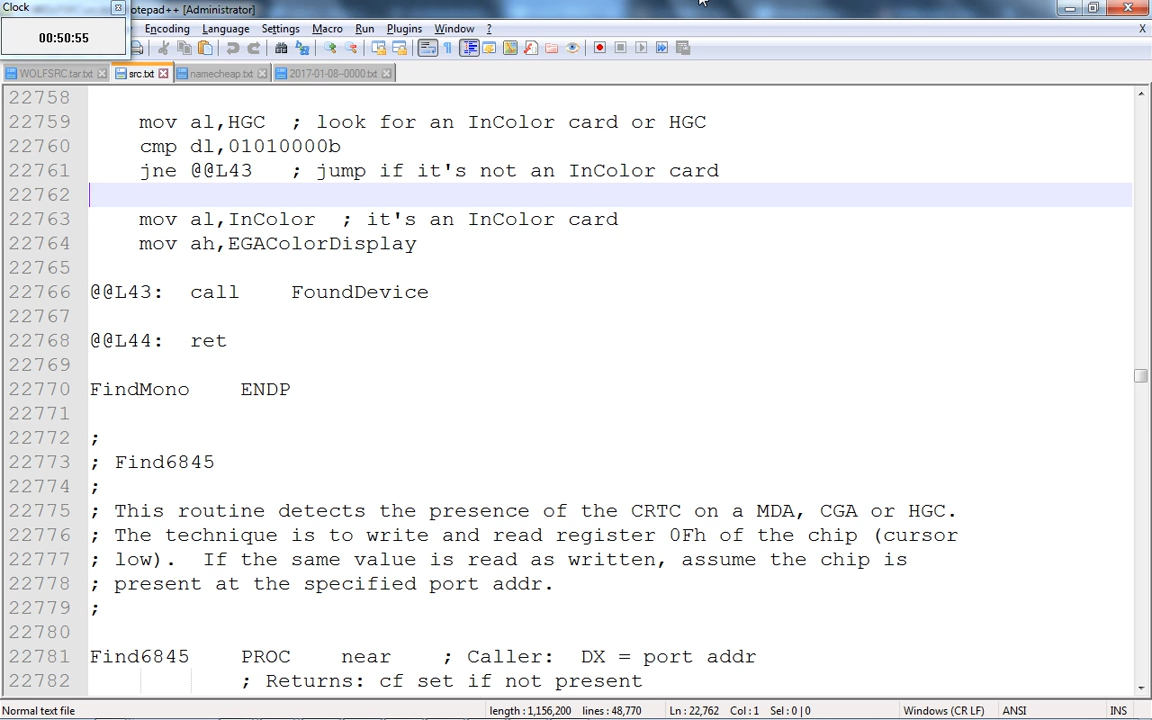 Clock
otepad++ [Administrator]
00:50:55
Encoding Language Settings Macro Run Plugins Window ?
X
WOLFSRC.tar.txt src.txt namecheap.txt 2017-01-08--0000.txt
22758
22759 mov al,HGC ; look for an InColor card or HGC
22760 cmp dl,01010000b
22761 jne @@L43 ; jump if it's not an InColor card
22762
22763 mov al,InColor ; it's an InColor card
22764 mov ah,EGAColorDisplay
22765
22766 @@L43: call FoundDevice
22767
22768 @@L44: ret
22769
22770 FindMono ENDP
22771
22772 ;
22773 ; Find6845
22774 ;
22775 ; This routine detects the presence of the CRTC on a MDA, CGA or HGC.
22776 ; The technique is to write and read register 0Fh of the chip (cursor
22777 ; low). If the same value is read as written, assume the chip is
22778 ; present at the specified port addr.
22779 ;
22780
22781 Find6845 PROC near ; Caller: DX = port addr
22782 ; Returns: cf set if not present
Normal text file length : 1,156,200 lines : 48,770 Ln : 22,762 Col : 1 Sel : 0 | 0 Windows (CR LF) ANSI INS